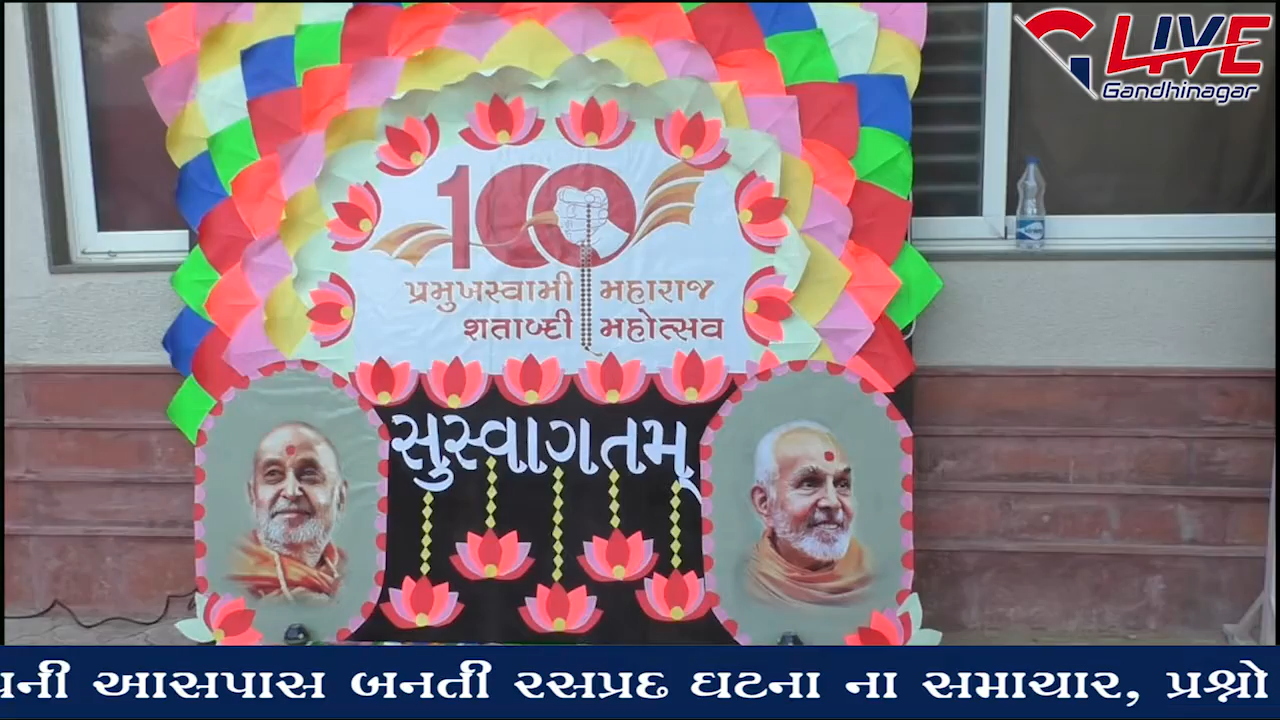 G LIVE
Gandhinagar
100
પ્રમુખસ્વામી મહારાજ
શતાબ્દી મહોત્સવ
સુસ્વાગતમ્
આસપાસ બનતી રસપ્રદ ઘટના ના સમાચાર, પ્રશ્નો